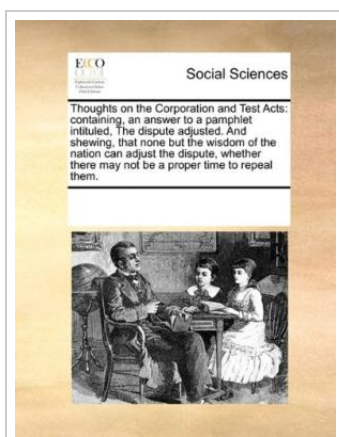 ECCO
Social Sciences
Thoughts on the Corporation and Test Acts:
containing, an answer to a pamphlet
intituled, The dispute adjusted. And
shewing, that none but the wisdom of the
nation can adjust the dispute, whether
there may not be a proper time to repeal
them.